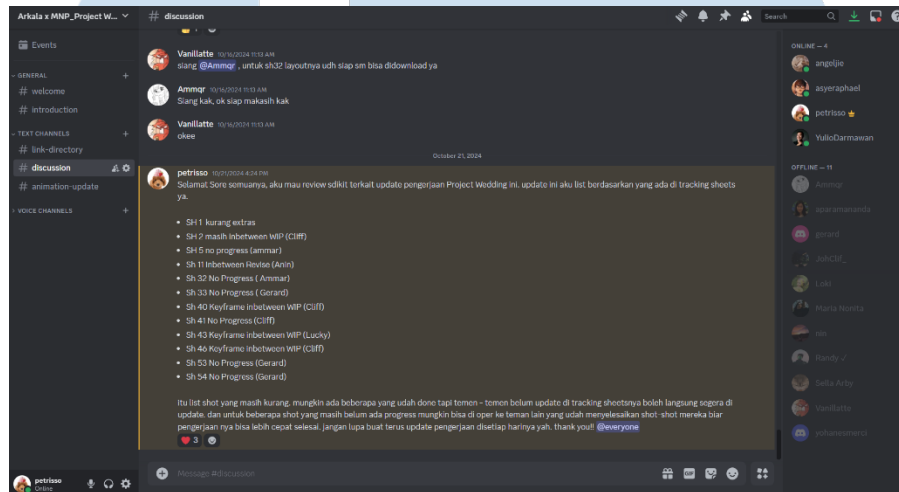 Arkala x MNP_Project W...
# discussion
Search
Events
GENERAL
# welcome
# introduction
TEXT CHANNELS
# link-directory
# discussion
# animation-update
VOICE CHANNELS
Vanillatte 10/16/2024 11:13 AM
siang @Ammqr , untuk sh32 layoutnya udh siap sm bisa didownload ya
Ammqr 10/16/2024 11:13 AM
Siang kak, ok siap makasih kak
Vanillatte 10/16/2024 11:13 AM
okee
October 21, 2024
petrisso 10/21/2024 4:24 PM
Selamat Sore semuanya, aku mau review sdikit terkait update pengerjaan Project Wedding ini. update ini aku list berdasarkan yang ada di tracking sheets
ya.
• SH 1 kurang extras
• SH 2 masih Inbetween WIP (Cliff)
• SH 5 no progress (ammar)
• Sh 11 Inbetween Revise (Anin)
• Sh 32 No Progress ( Ammar)
• Sh 33 No Progress ( Gerard)
• Sh 40 Keyframe inbetween WIP (Cliff)
• Sh 41 No Progress (Cliff)
• Sh 43 Keyframe inbetween WIP (Lucky)
• Sh 46 Keyframe inbetween WIP (Cliff)
• Sh 53 No Progress (Gerard)
• Sh 54 No Progress (Gerard)
Itu list shot yang masih kurang, mungkin ada beberapa yang udah done tapi temen - temen belum update di tracking sheetsnya boleh langsung segera di
update. dan untuk beberapa shot yang masih belum ada progress mungkin bisa di oper ke teman lain yang udah menyelesaikan shot-shot mereka biar
pengerjaan nya bisa lebih cepat selesai. jangan lupa buat terus update pengerjaan disetiap harinya yah. thank you!! @everyone
3
Message #discussion
petrisso
Online
ONLINE — 4
angeljie
asyeraphael
petrisso
YulioDarmawan
OFFLINE — 11
Ammqr
aparamananda
gerard
Loki
Maria Nonita
nin
Randy ✓
Selta Arby
Vanillatte
yohanesmerci